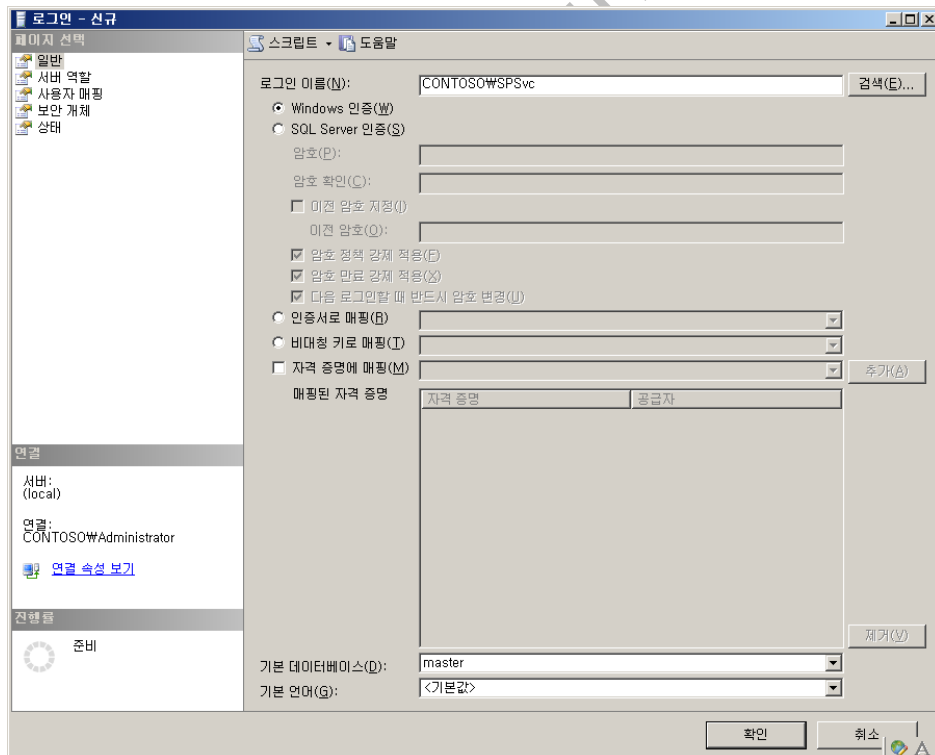 로그인 - 신규
페이지 선택
일반
서버 역할
사용자 매핑
보안 개체
상태
스크립트 도움말
로그인 이름(N): CONTOSO₩SPSvc 검색(E)...
Windows 인증(W)
SQL Server 인증(S)
암호(P):
암호 확인(C):
이전 암호 지정(I)
이전 암호(O):
암호 정책 강제 적용(F)
암호 만료 강제 적용(X)
다음 로그인할 때 반드시 암호 변경(U)
인증서로 매핑(R)
비대칭 키로 매핑(T)
자격 증명에 매핑(M) 추가(A)
매핑된 자격 증명 자격 증명 공급자
제거(V)
기본 데이터베이스(D): master
기본 언어(G): <기본값>
연결
서버:
(local)
연결:
CONTOSO₩Administrator
연결 속성 보기
진행률
준비
확인 취소
A